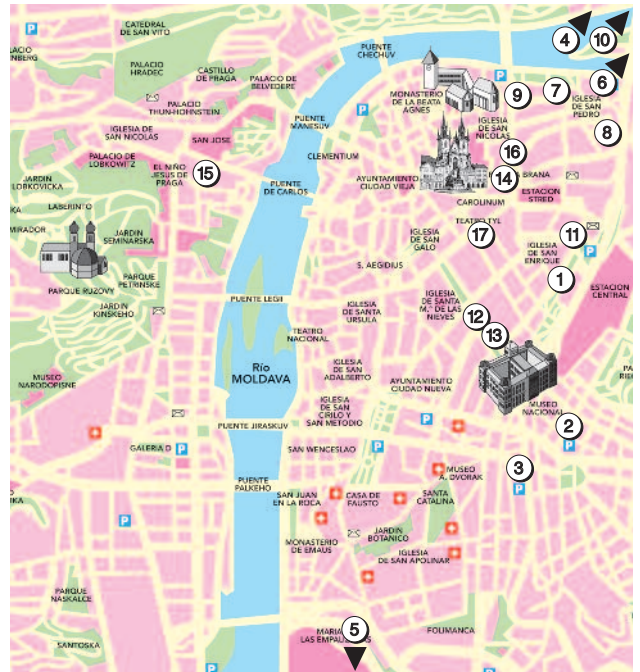 CATEDRAL
DE SAN VITO
P
PALACIO
HRADEC
CASTILLO
DE PRAGA
PALACIO DE
BELVEDERE
PUENTE
CHECHUV
4
10
6
P
9
7
IGLESIA
DE SAN
PEDRO
8
MONASTERIO
DE LA BEATA
AGNES
PALACIO
THUN-HOHNSTEIN
PUENTE
MANESUV
P
IGLESIA DE
SAN NICOLAS
SAN JOSE
IGLESIA
DE SAN
NICOLAS
16
CLEMENTIUM
PALACIO DE
LOBKOWITZ
EL NIÑO
JESUS DE
PRAGA
15
JARDIN
LOBKOVICKA
PUENTE
DE CARLOS
AYUNTAMIENTO
CIUDAD VIEJA
14
BRANA
CAROLINUM
ESTACION
STRED
LABERINTO
MIRADOR
JARDIN
SEMINARSKA
IGLESIA
DE SAN
GALO
TEATRO TYL
17
11
IGLESIA
DE SAN
ENRIQUE
P
S. AEGIDIUS
1
PARQUE
PETRINSKE
PARQUE RUZOVY
JARDIN
KINSKEHO
PUENTE LEGII
IGLESIA
DE SANTA
URSULA
IGLESIA
DE SANTA
Mª DE LAS
NIEVES
12
13
ESTACION
CENTRAL
TEATRO
NACIONAL
Río
MOLDAVA
IGLESIA
DE SAN
ADALBERTO
MUSEO
NARODOPISNE
AYUNTAMIENTO
CIUDAD NUEVA
IGLESIA
DE SAN
CIRILO Y
SAN METODIO
MUSEO
NACIONAL
2
P
P
PUENTE JIRASKUV
GALERIA D
P
SAN WENCESLAO
P
3
P
PUENTE
PALKEHO
MUSEO
A. DVORAK
SAN JUAN
EN LA ROCA
CASA DE
FAUSTO
SANTA
CATALINA
MONASTERIO
DE EMAUS
JARDIN
BOTANICO
IGLESIA
DE SAN APOLINAR
PARQUE
NASKALCE
SANTOSKA
5
FOLIMANCA
P
P